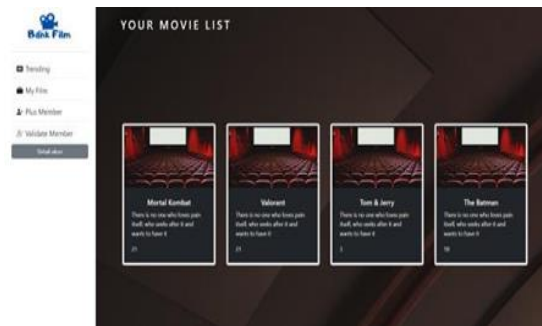 Bank Film
YOUR MOVIE LIST
Trending
My Film
Plus Member
Validate Member
Mortal Kombat
There is no one who loves pain
itself, who seeks after it and
wants to have it
21
Valorant
There is no one who loves pain
itself, who seeks after it and
wants to have it
21
Tom & Jerry
There is no one who loves pain
itself, who seeks after it and
wants to have it
The Batman
There is no one who loves pain
itself, who seeks after it and
wants to have it